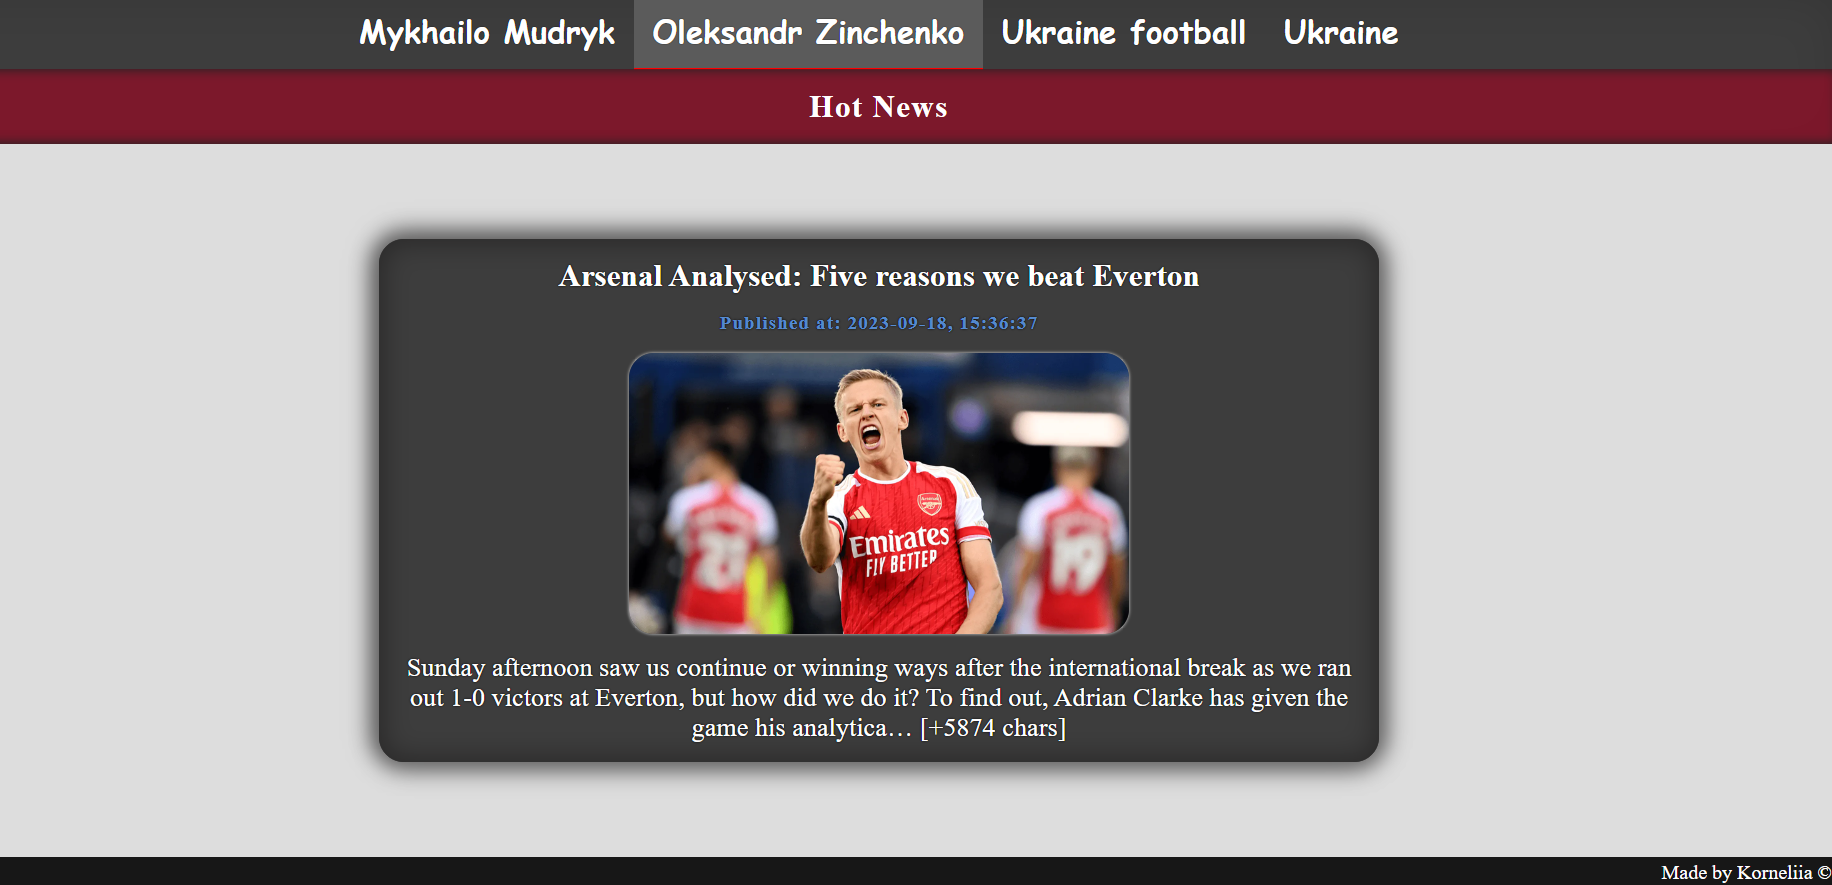 Mykhailo Mudryk Oleksandr Zinchenko Ukraine football Ukraine
Hot News
Arsenal Analysed: Five reasons we beat Everton
Published at: 2023-09-18, 15:36:37
Arsenal
Emirates
FLY BETTER
21
19
Sunday afternoon saw us continue or winning ways after the international break as we ran
out 1-0 victors at Everton, but how did we do it? To find out, Adrian Clarke has given the
game his analytica… [+5874 chars]
Made by Korneliia ©